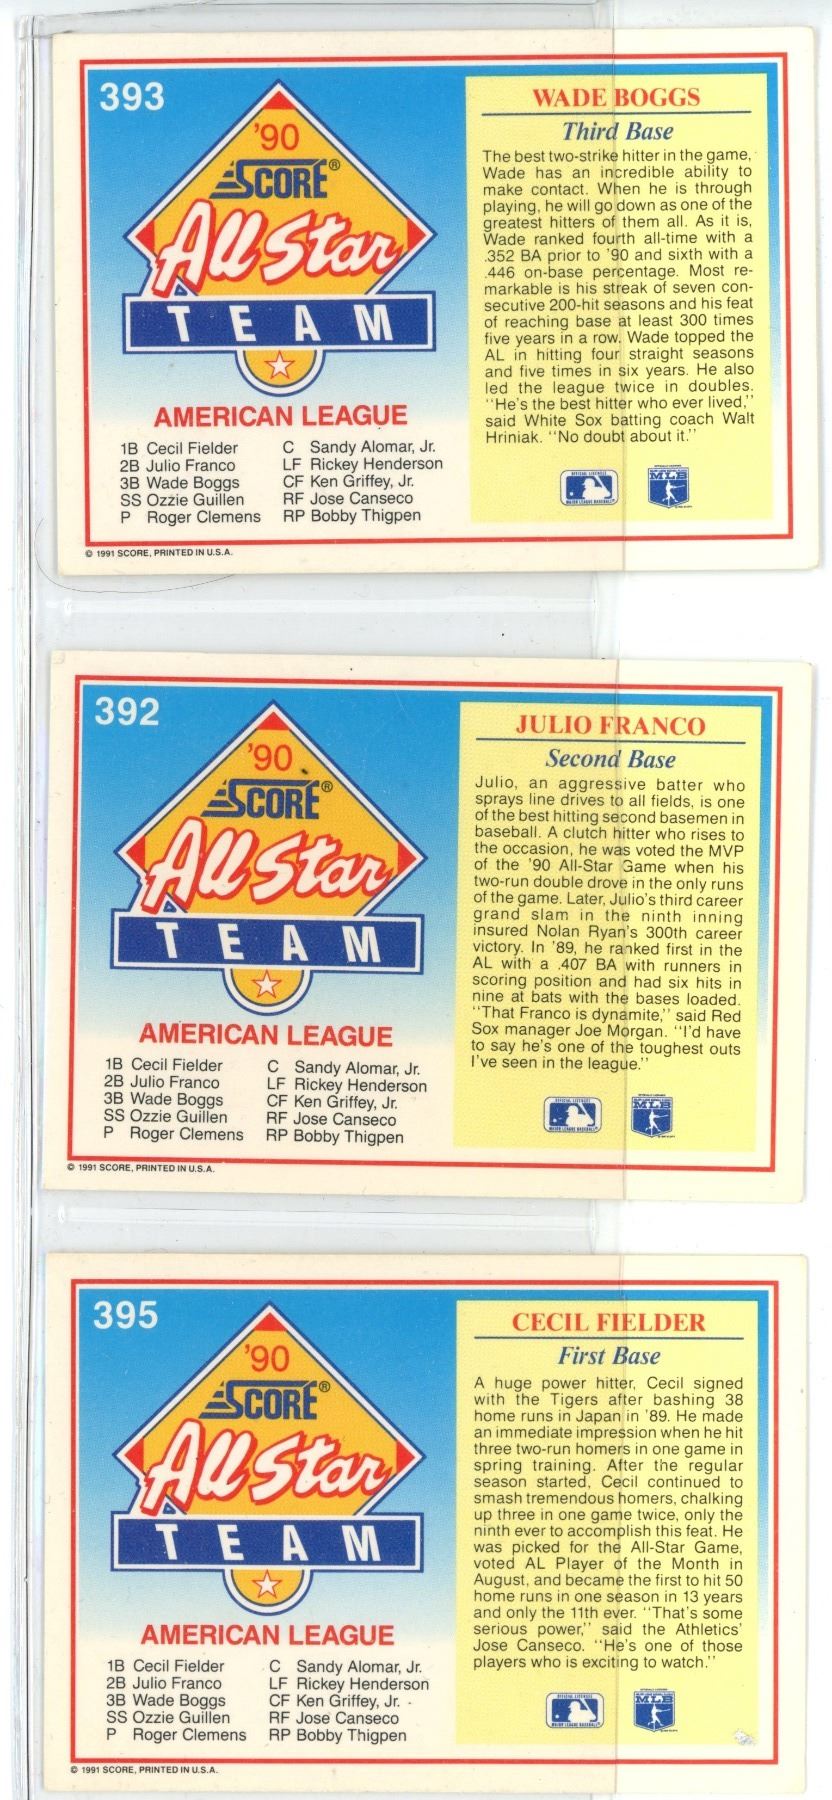 393
'90
SCORE®
All Star
TEAM
AMERICAN LEAGUE
1B Cecil Fielder
2B Julio Franco
3B Wade Boggs
SS Ozzie Guillen
P Roger Clemens
C Sandy Alomar, Jr.
LF Rickey Henderson
CF Ken Griffey, Jr.
RF Jose Canseco
RP Bobby Thigpen
© 1991 SCORE, PRINTED IN U.S.A.
WADE BOGGS
Third Base
The best two-strike hitter in the game,
Wade has an incredible ability to
make contact. When he is through
playing, he will go down as one of the
greatest hitters of them all. As it is,
Wade ranked fourth all-time with a
.352 BA prior to '90 and sixth with a
.446 on-base percentage. Most re-
markable is his streak of seven con-
secutive 200-hit seasons and his feat
of reaching base at least 300 times
five years in a row. Wade topped the
AL in hitting four straight seasons
and five times in six years. He also
led the league twice in doubles.
"He's the best hitter who ever lived,"
said White Sox batting coach Walt
Hriniak. "No doubt about it."
OFFICIAL LICENSEE
MAJOR LEAGUE BASEBALL
MLB
392
'90
SCORE®
All Star
TEAM
AMERICAN LEAGUE
1B Cecil Fielder
2B Julio Franco
3B Wade Boggs
SS Ozzie Guillen
P Roger Clemens
C Sandy Alomar, Jr.
LF Rickey Henderson
CF Ken Griffey, Jr.
RF Jose Canseco
RP Bobby Thigpen
© 1991 SCORE, PRINTED IN U.S.A.
JULIO FRANCO
Second Base
Julio, an aggressive batter who
sprays line drives to all fields, is one
of the best hitting second basemen in
baseball. A clutch hitter who rises to
the occasion, he was voted the MVP
of the '90 All-Star Game when his
two-run double drove in the only runs
of the game. Later, Julio's third career
grand slam in the ninth inning
insured Nolan Ryan's 300th career
victory. In '89, he ranked first in the
AL with a .407 BA with runners in
scoring position and had six hits in
nine at bats with the bases loaded.
"That Franco is dynamite," said Red
Sox manager Joe Morgan. "I'd have
to say he's one of the toughest outs
I've seen in the league."
OFFICIAL LICENSEE
MAJOR LEAGUE BASEBALL
MLB
395
'90
SCORE®
All Star
TEAM
AMERICAN LEAGUE
1B Cecil Fielder
2B Julio Franco
3B Wade Boggs
SS Ozzie Guillen
P Roger Clemens
C Sandy Alomar, Jr.
LF Rickey Henderson
CF Ken Griffey, Jr.
RF Jose Canseco
RP Bobby Thigpen
© 1991 SCORE, PRINTED IN U.S.A.
CECIL FIELDER
First Base
A huge power hitter, Cecil signed
with the Tigers after bashing 38
home runs in Japan in '89. He made
an immediate impression when he hit
three two-run homers in one game in
spring training. After the regular
season started, Cecil continued to
smash tremendous homers, chalking
up three in one game twice, only the
ninth ever to accomplish this feat. He
was picked for the All-Star Game,
voted AL Player of the Month in
August, and became the first to hit 50
home runs in one season in 13 years
and only the 11th ever. "That's some
serious power," said the Athletics'
Jose Canseco. "He's one of those
players who is exciting to watch."
OFFICIAL LICENSEE
MAJOR LEAGUE BASEBALL
MLB